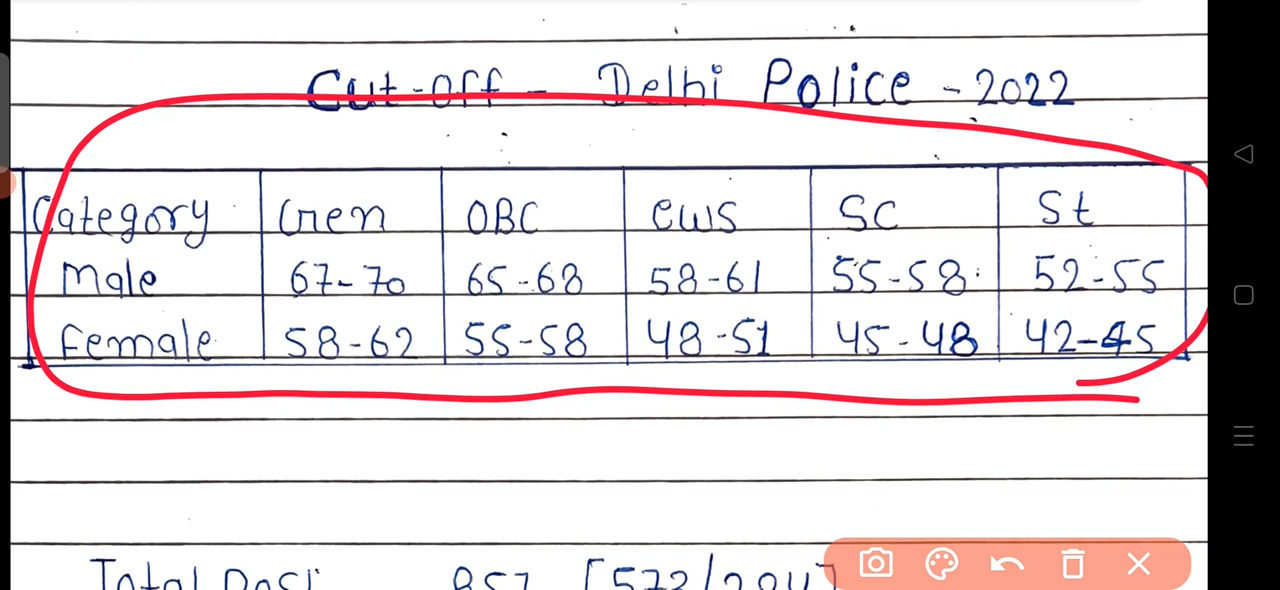 Cut-off - Delhi Police - 2022
Category Gen OBC EWS SC St
Male 67-70 65-68 58-61 55-58 52-55
Female 58-62 55-58 48-51 45-48 42-45
Total